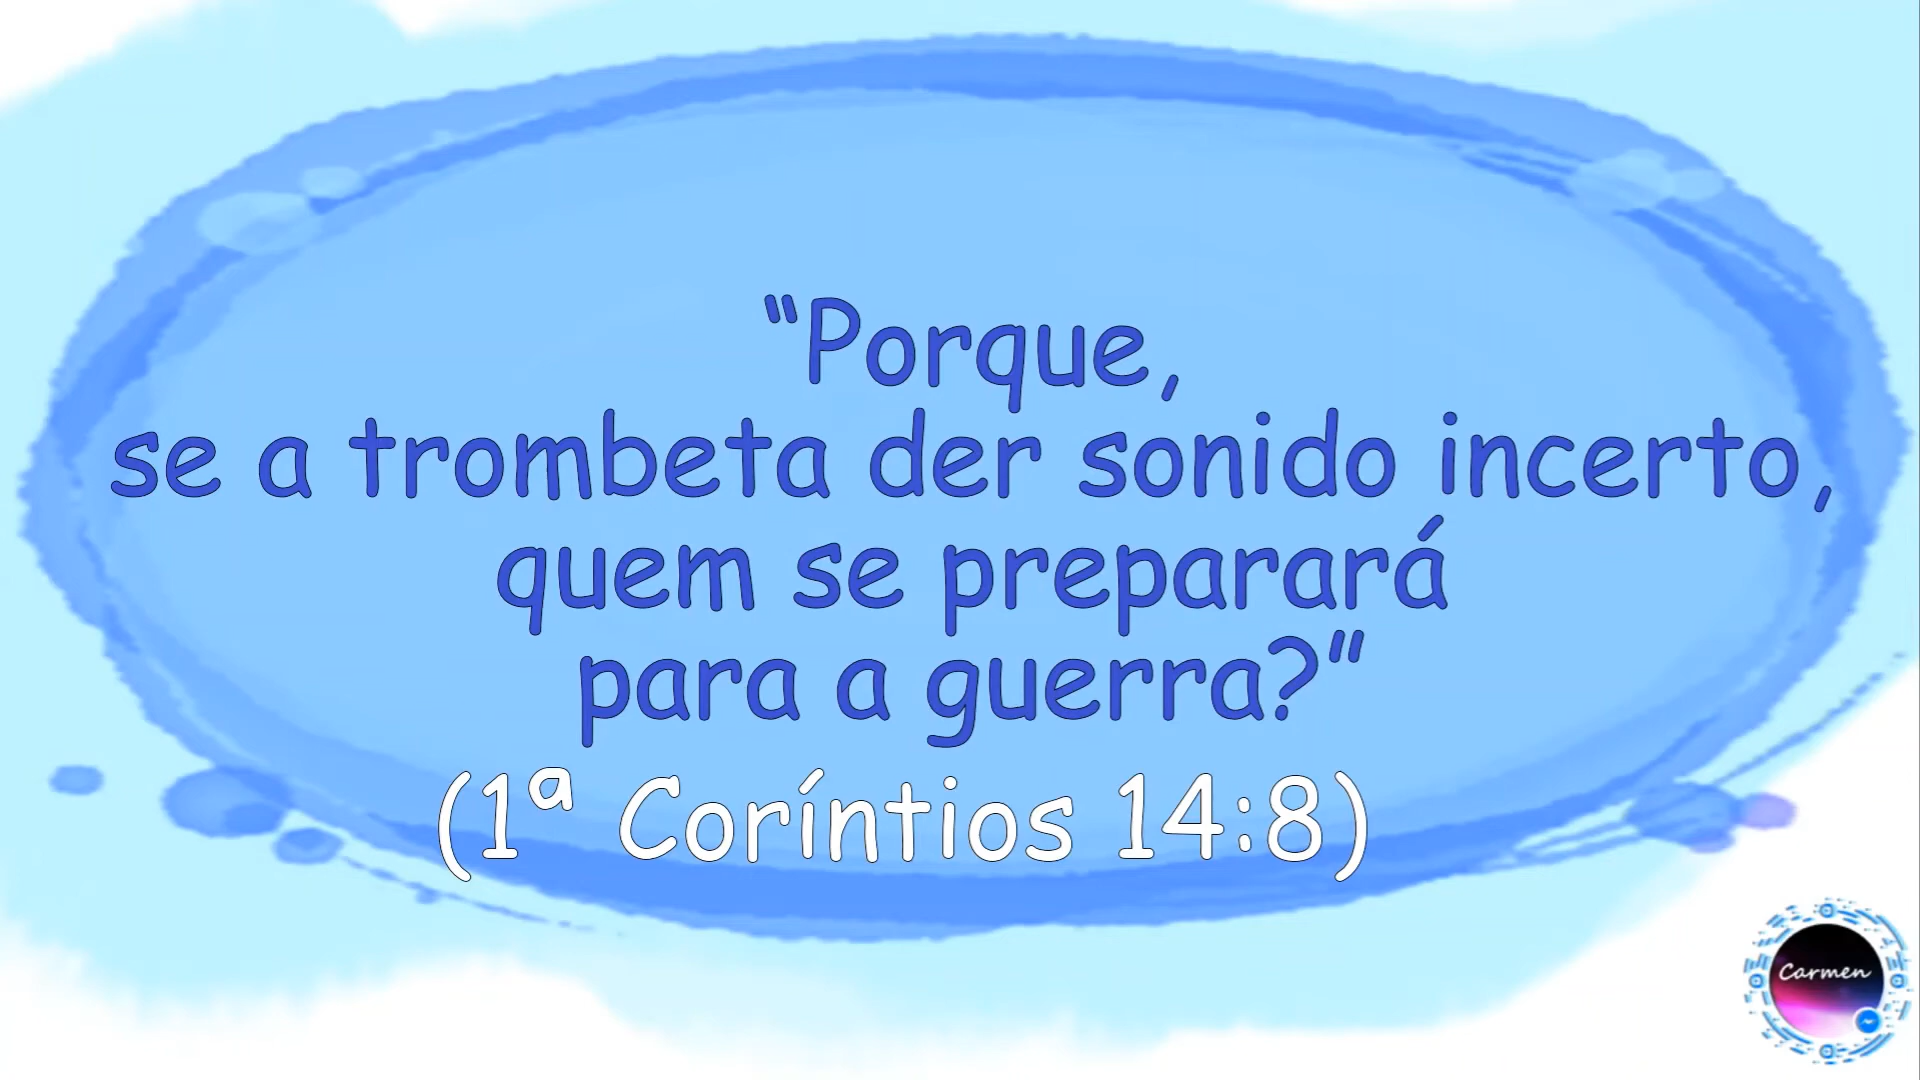 “Porque,
se a trombeta der sonido incerto,
quem se preparará
para a guerra?”
(1ª Coríntios 14:8)
Carmen